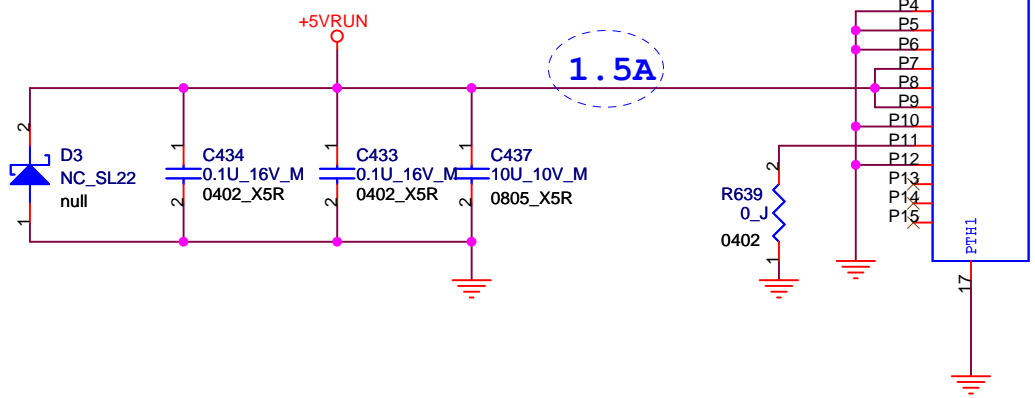 +5VRUN
1.5A
P4
P5
P6
P7
P8
P9
P10
P11
P12
P13
P14
P15
2
D3
NC_SL22
null
1
1
C434
0.1U_16V_M
0402_X5R
2
1
C433
0.1U_16V_M
0402_X5R
2
1
C437
10U_10V_M
0805_X5R
2
2
R639
0_J
0402
1
PTH1
17